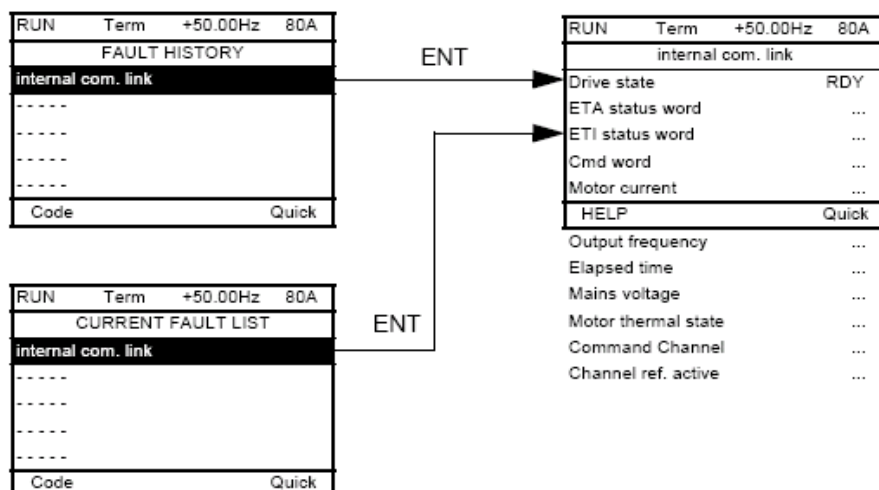 RUN Term +50.00Hz 80A
FAULT HISTORY
internal com. link
- - - - -
- - - - -
- - - - -
- - - - -
Code Quick
ENT
RUN Term +50.00Hz 80A
CURRENT FAULT LIST
internal com. link
- - - - -
- - - - -
- - - - -
- - - - -
Code Quick
ENT
RUN Term +50.00Hz 80A
internal com. link
Drive state RDY
ETA status word ...
ETI status word ...
Cmd word ...
Motor current ...
HELP Quick
Output frequency ...
Elapsed time ...
Mains voltage ...
Motor thermal state ...
Command Channel ...
Channel ref. active ...